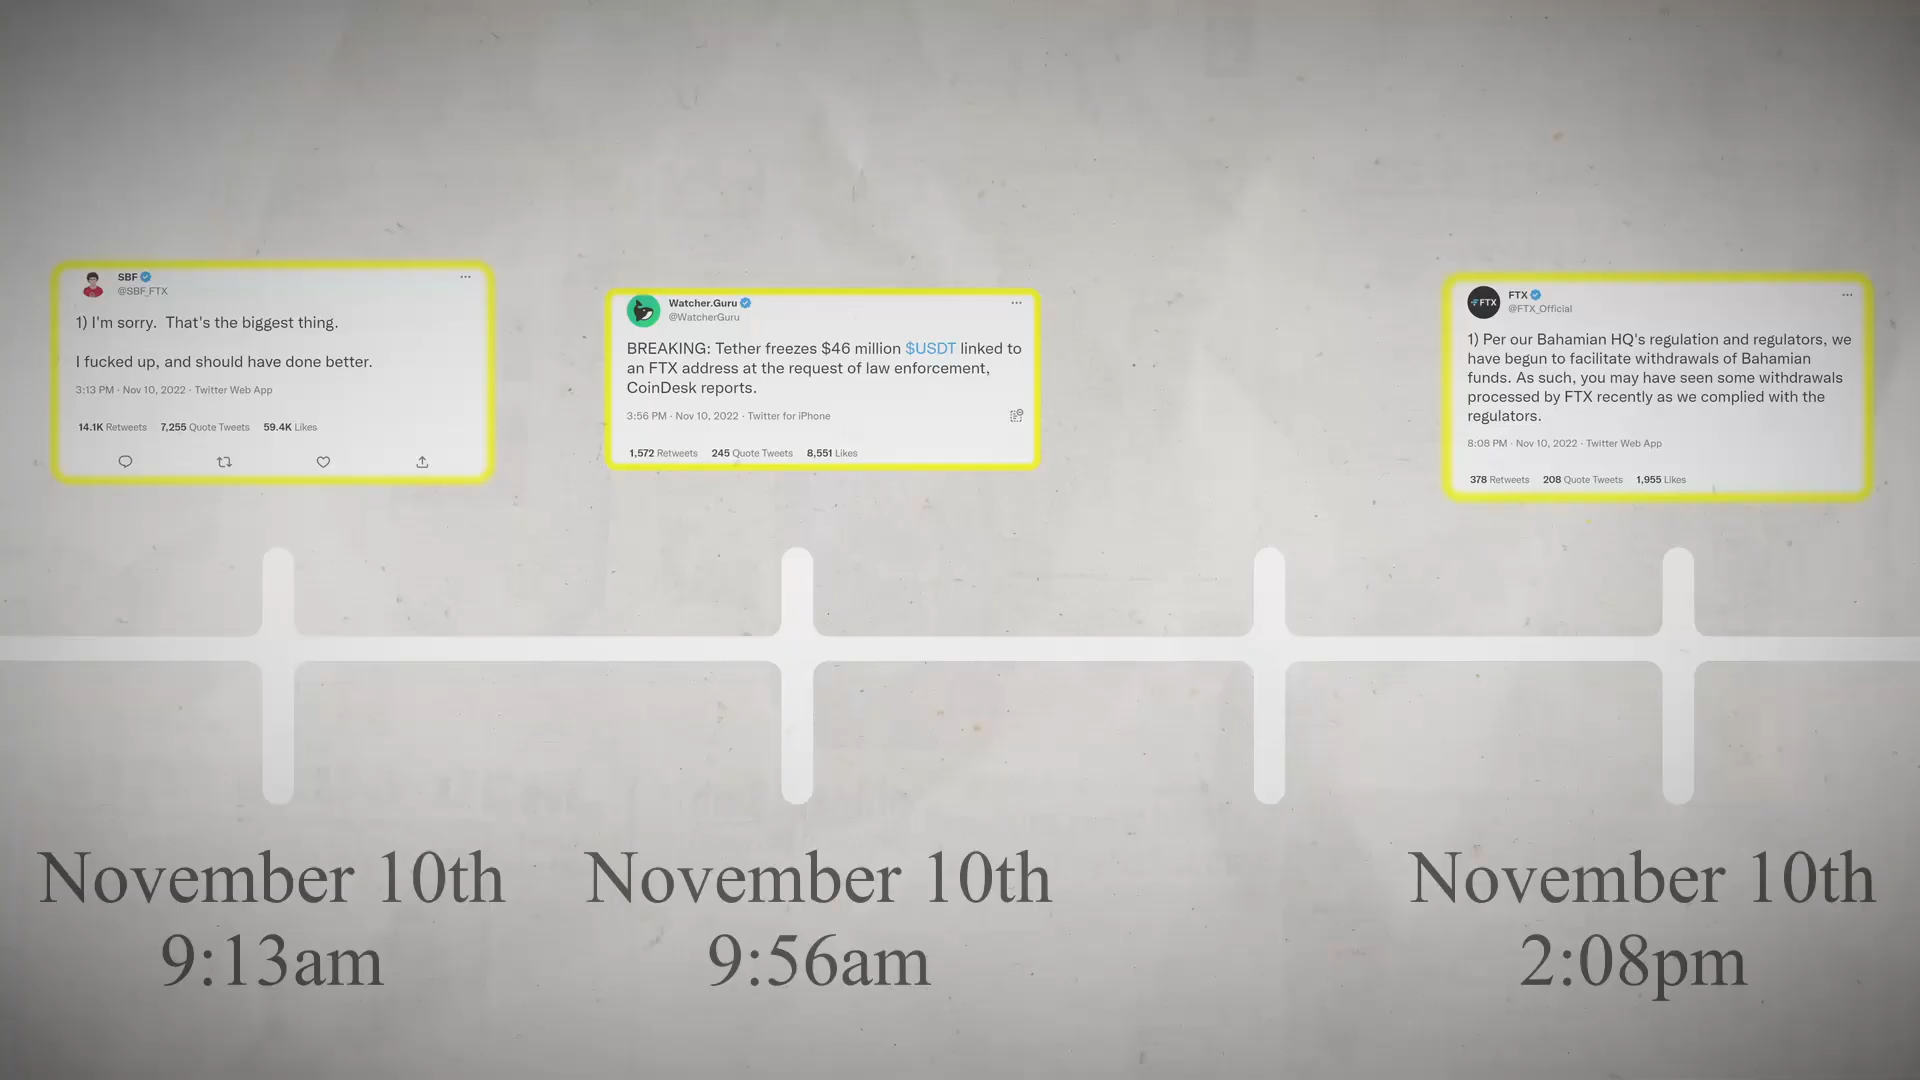 SBF
@SBF_FTX
1) I'm sorry.  That's the biggest thing.
I fucked up, and should have done better.
3:13 PM · Nov 10, 2022 · Twitter Web App
14.1K Retweets 7,255 Quote Tweets 59.4K Likes
Watcher.Guru
@WatcherGuru
BREAKING: Tether freezes $46 million $USDT linked to
an FTX address at the request of law enforcement,
CoinDesk reports.
3:56 PM · Nov 10, 2022 · Twitter for iPhone
1,572 Retweets 245 Quote Tweets 8,551 Likes
FTX
FTX
@FTX_Official
1) Per our Bahamian HQ's regulation and regulators, we
have begun to facilitate withdrawals of Bahamian
funds. As such, you may have seen some withdrawals
processed by FTX recently as we complied with the
regulators.
8:08 PM · Nov 10, 2022 · Twitter Web App
378 Retweets 208 Quote Tweets 1,955 Likes
November 10th
9:13am
November 10th
9:56am
November 10th
2:08pm